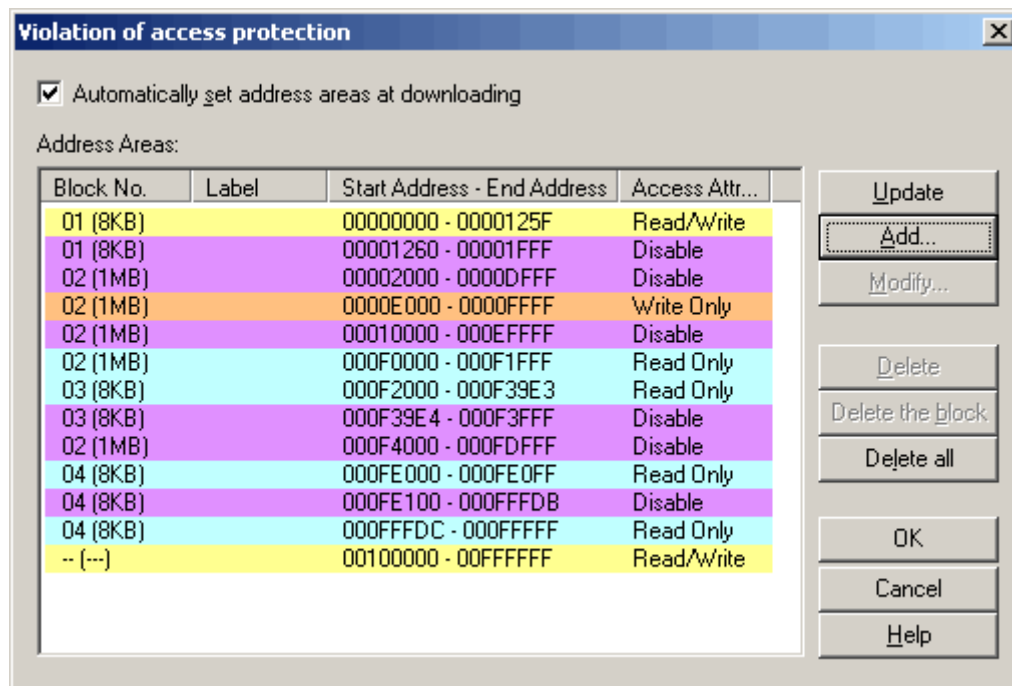 Violation of access protection
Automatically set address areas at downloading
Address Areas:
Block No. Label Start Address - End Address Access Attr...
01 (8KB) 00000000 - 0000125F Read/Write
01 (8KB) 00001260 - 00001FFF Disable
02 (1MB) 00002000 - 0000DFFF Disable
02 (1MB) 0000E000 - 0000FFFF Write Only
02 (1MB) 00010000 - 000EFFFF Disable
02 (1MB) 000F0000 - 000F1FFF Read Only
03 (8KB) 000F2000 - 000F39E3 Read Only
03 (8KB) 000F39E4 - 000F3FFF Disable
02 (1MB) 000F4000 - 000FDFFF Disable
04 (8KB) 000FE000 - 000FE0FF Read Only
04 (8KB) 000FE100 - 000FFFDB Disable
04 (8KB) 000FFFDC - 000FFFFF Read Only
-- (---) 00100000 - 00FFFFFF Read/Write
Update
Add...
Modify...
Delete
Delete the block
Delete all
OK
Cancel
Help